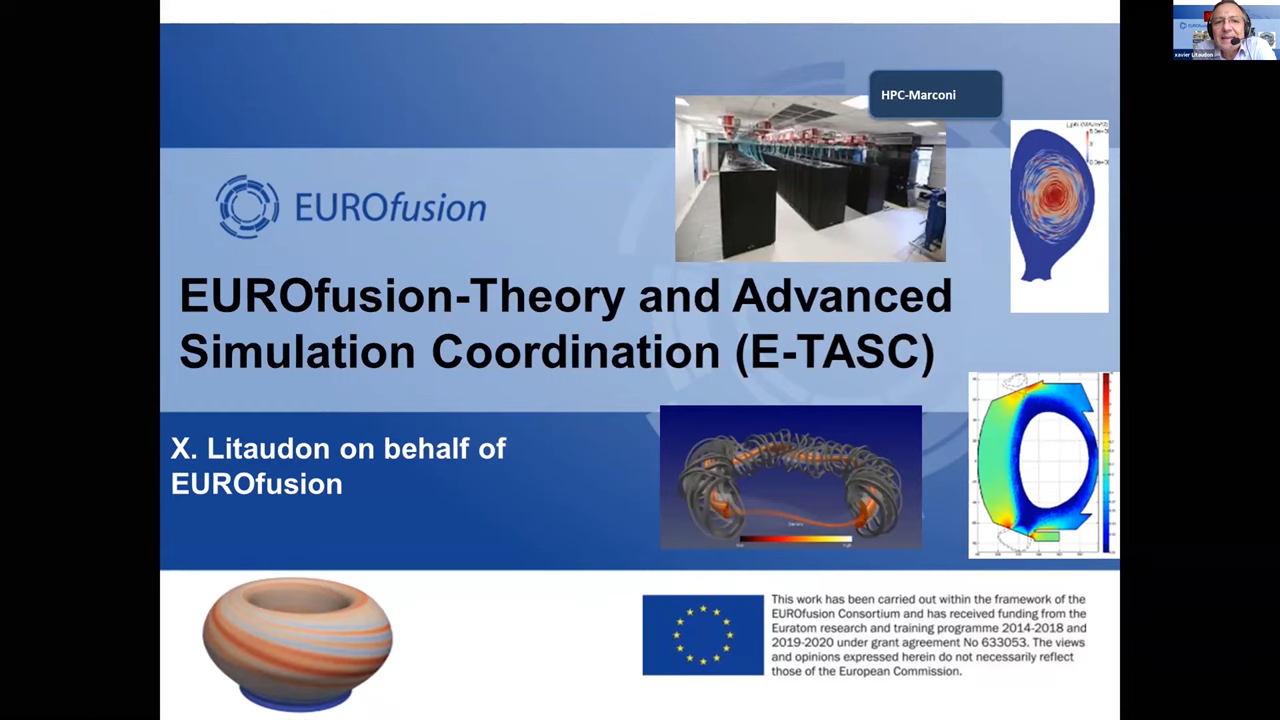 HPC-Marconi
EUROfusion
EUROfusion-Theory and Advanced
Simulation Coordination (E-TASC)
X. Litaudon on behalf of
EUROfusion
This work has been carried out within the framework of the
EUROfusion Consortium and has received funding from the
Euratom research and training programme 2014-2018 and
2019-2020 under grant agreement No 633053. The views
and opinions expressed herein do not necessarily reflect
those of the European Commission.
xavier Litaudon